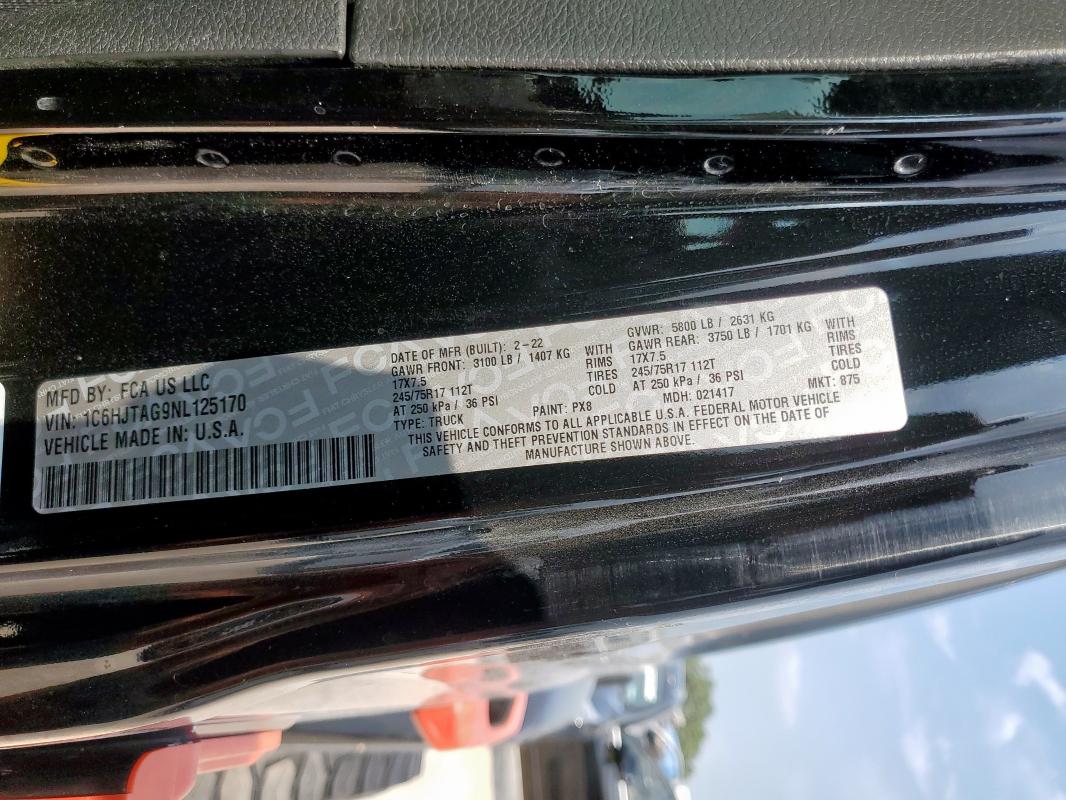 MFD BY: FCA US LLC
VIN: 1C6HJTAG9NL125170
VEHICLE MADE IN: U.S.A.
DATE OF MFR (BUILT): 2-22
GAWR FRONT: 3100 LB / 1407 KG WITH
17X7.5 RIMS
245/75R17 112T TIRES
AT 250 kPa / 36 PSI COLD
TYPE: TRUCK
PAINT: PX8
GVWR: 5800 LB / 2631 KG
GAWR REAR: 3750 LB / 1701 KG WITH
17X7.5 RIMS
245/75R17 112T TIRES
AT 250 kPa / 36 PSI COLD
MDH: 021417 MKT: 875
THIS VEHICLE CONFORMS TO ALL APPLICABLE U.S.A. FEDERAL MOTOR VEHICLE
SAFETY AND THEFT PREVENTION STANDARDS IN EFFECT ON THE DATE OF
MANUFACTURE SHOWN ABOVE.